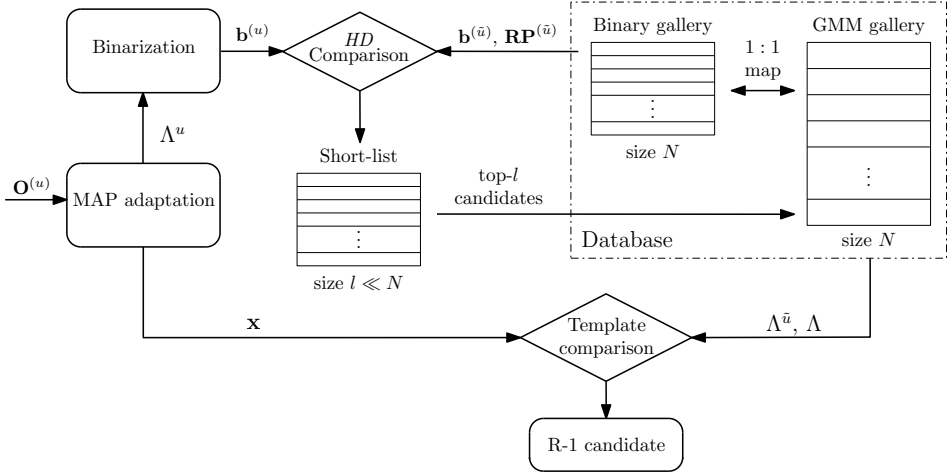 Binarization
b^(u)
HD
Comparison
b^(ũ), RP^(ũ)
Binary gallery
GMM gallery
1 : 1
map
⋮
size N
Λ^u
O^(u)
MAP adaptation
Short-list
⋮
size l ≪ N
top-l
candidates
⋮
size N
Database
x
Template
comparison
Λ^ũ, Λ
R-1 candidate